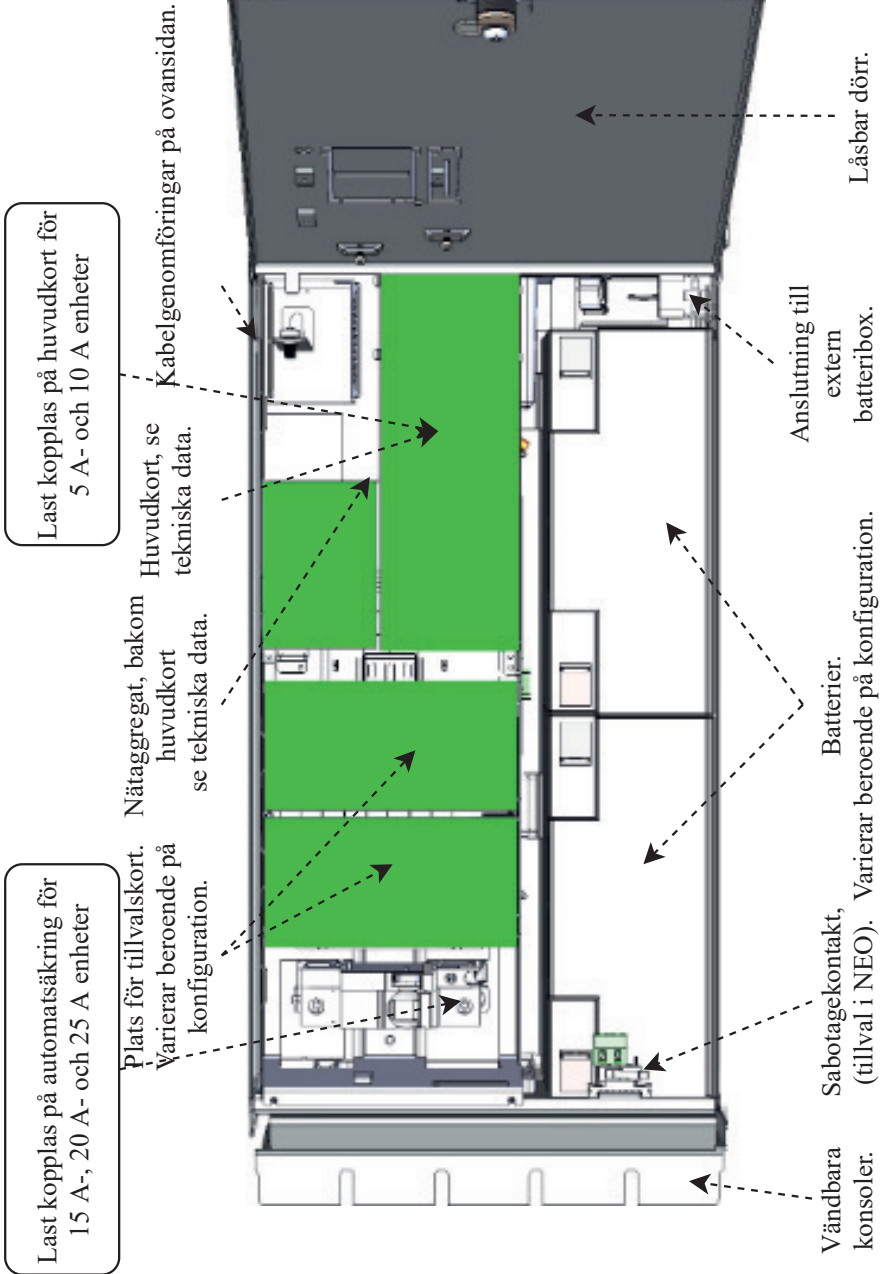 Last kopplas på automatsäkring för
15 A-, 20 A- och 25 A enheter
Last kopplas på huvudkort för
5 A- och 10 A enheter
Plats för tillvalskort.
Varierar beroende på
konfiguration.
Nätaggregat, bakom
huvudkort
se tekniska data.
Huvudkort, se
tekniska data.
Kabelgenomföringar på ovansidan.
Vändbara
konsoler.
Sabotagekontakt,
(tillval i NEO).
Batterier.
Varierar beroende på konfiguration.
Anslutning till
extern
batteribox.
Låsbar dörr.